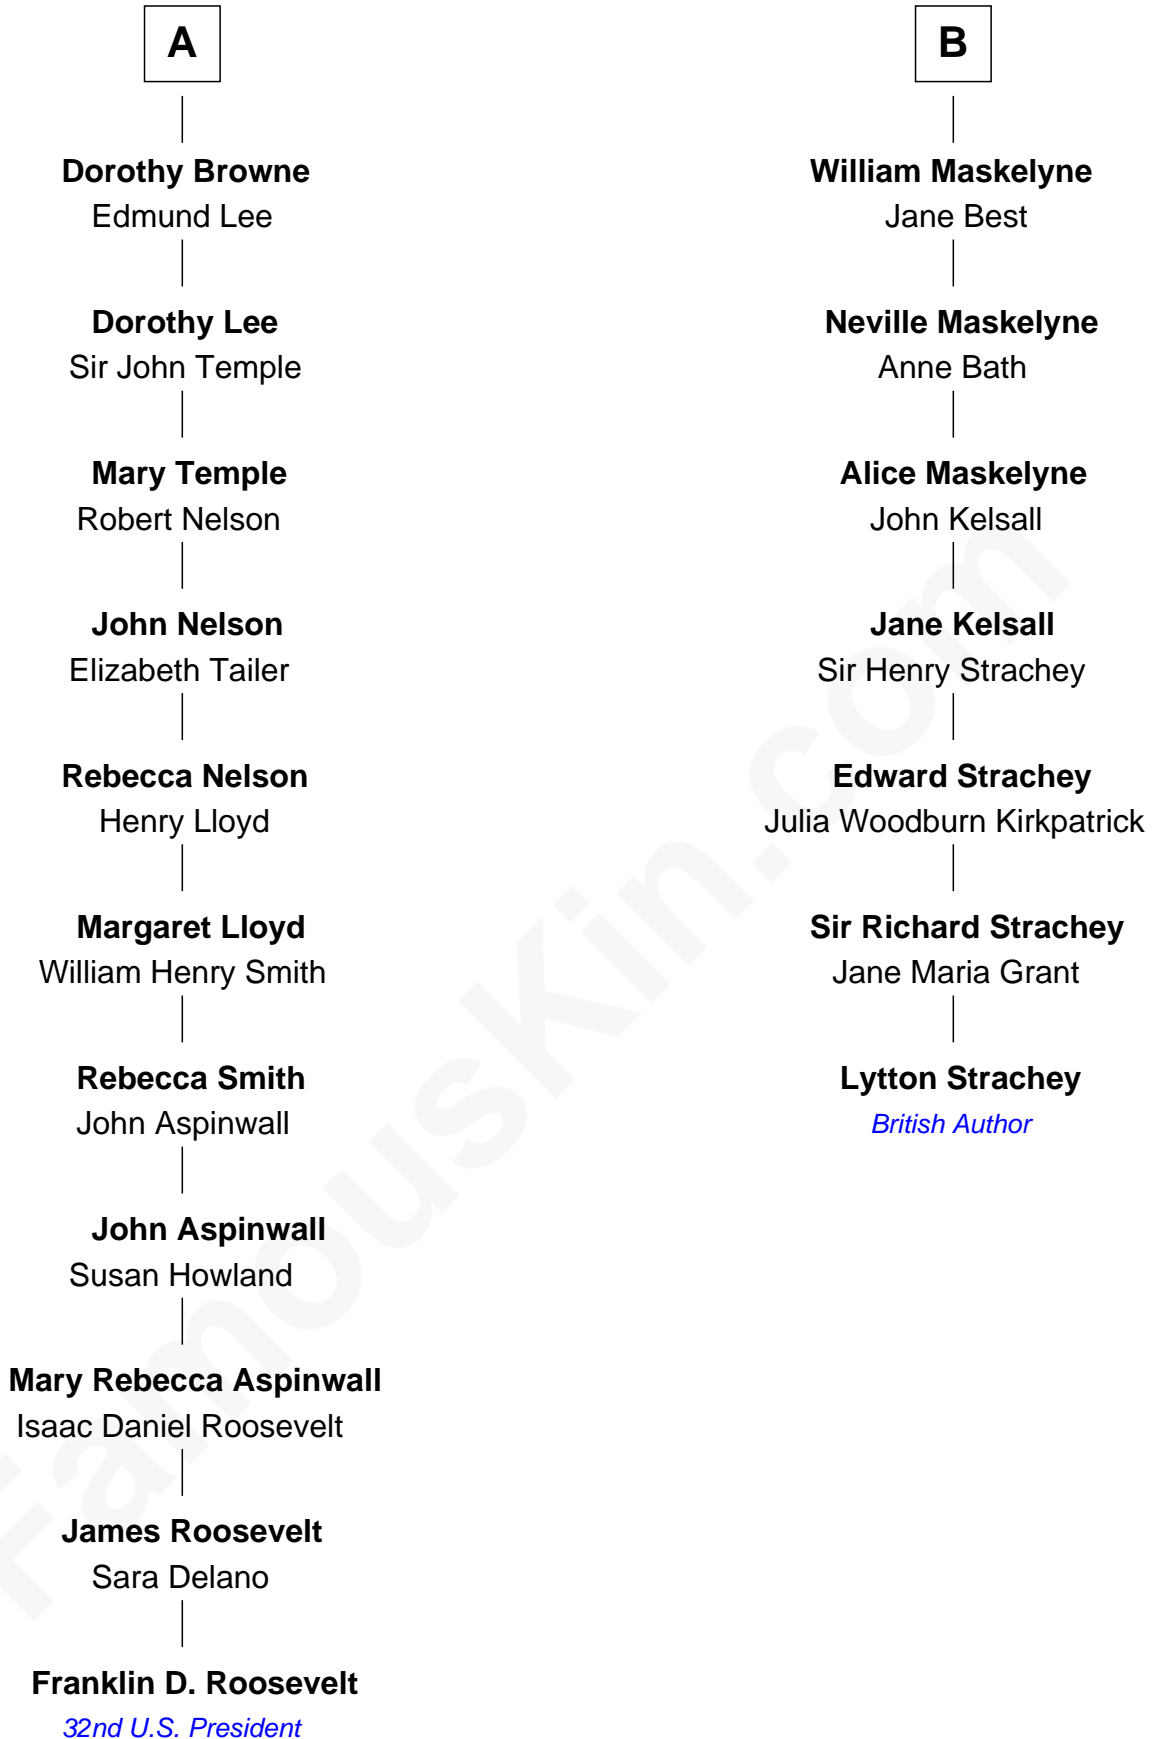 A
Dorothy Browne
Edmund Lee
Dorothy Lee
Sir John Temple
Mary Temple
Robert Nelson
John Nelson
Elizabeth Tailer
Rebecca Nelson
Henry Lloyd
Margaret Lloyd
William Henry Smith
Rebecca Smith
John Aspinwall
John Aspinwall
Susan Howland
Mary Rebecca Aspinwall
Isaac Daniel Roosevelt
James Roosevelt
Sara Delano
Franklin D. Roosevelt
32nd U.S. President
B
William Maskelyne
Jane Best
Neville Maskelyne
Anne Bath
Alice Maskelyne
John Kelsall
Jane Kelsall
Sir Henry Strachey
Edward Strachey
Julia Woodburn Kirkpatrick
Sir Richard Strachey
Jane Maria Grant
Lytton Strachey
British Author
FamousKin.com